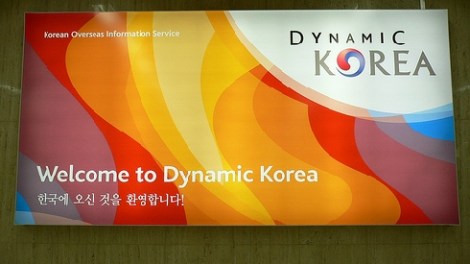 Korean Overseas Information Service
DYNAMIC
KOREA
Welcome to Dynamic Korea
한국에 오신 것을 환영합니다!